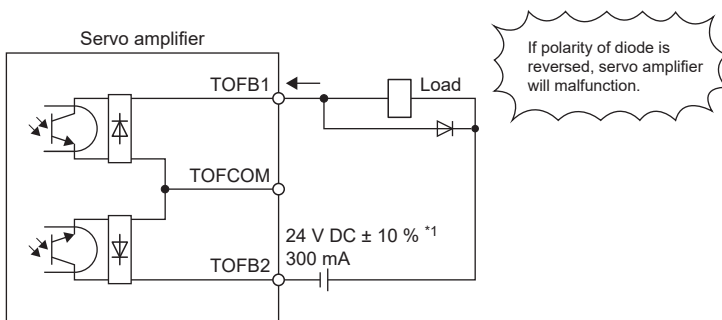 Servo amplifier
If polarity of diode is
reversed, servo amplifier
will malfunction.
TOFB1
Load
TOFCOM
24 V DC ± 10 % *1
300 mA
TOFB2